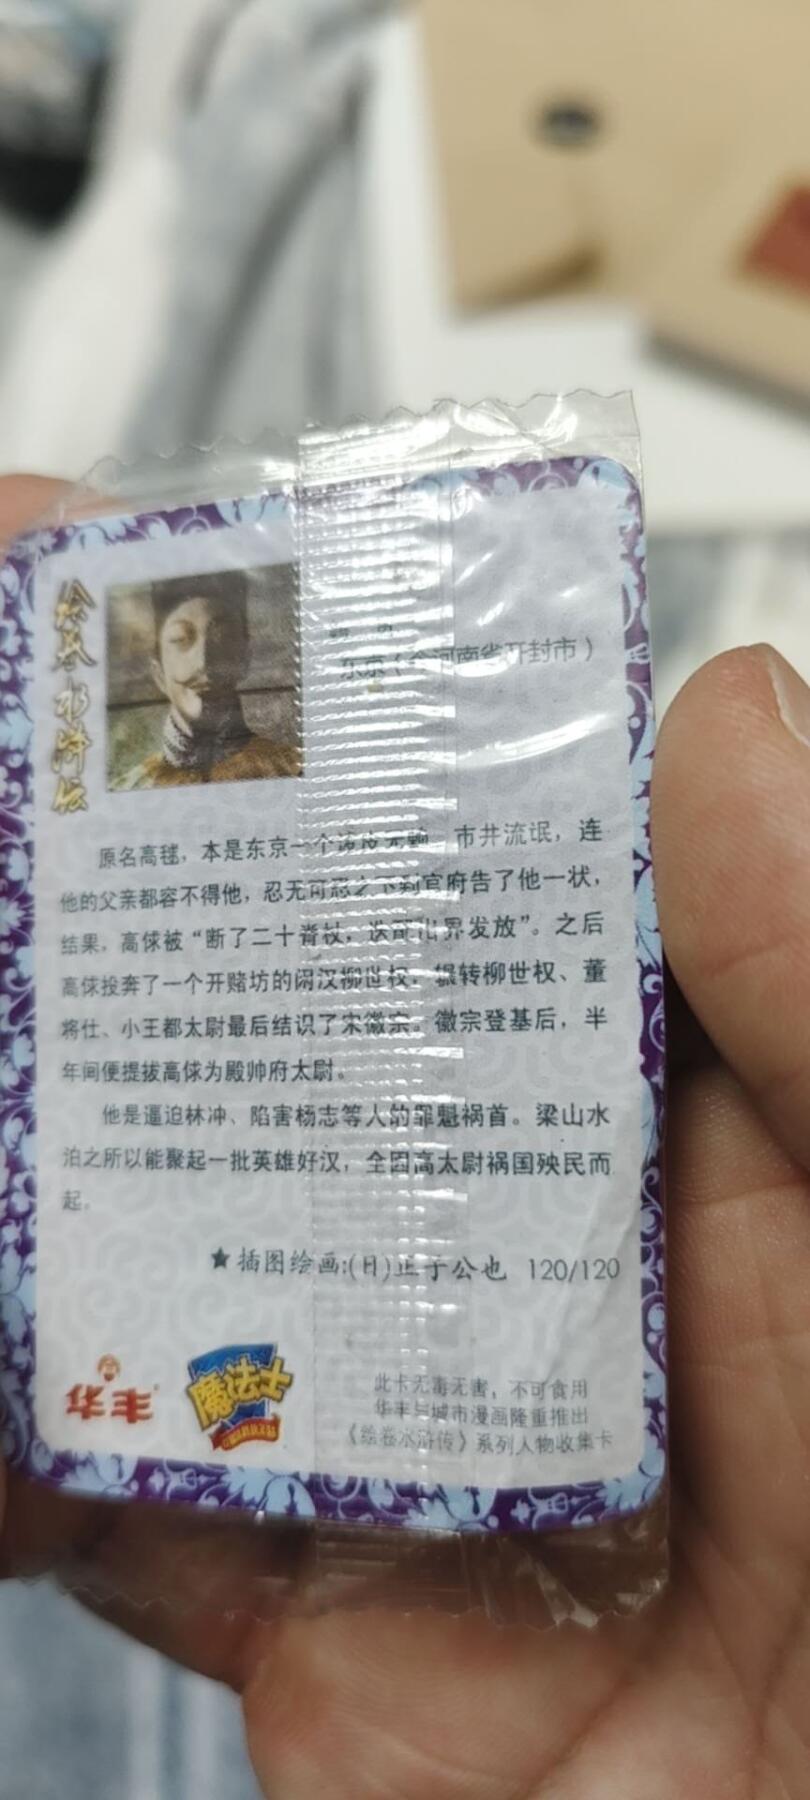 绘卷水浒传
东京（今河南省开封市）
原名高毬，本是东京一个泼皮无赖，市井流氓，连
他的父亲都容不得他，忍无可忍之下到官府告了他一状，
结果，高俅被“断了二十脊杖，迭配出界发放”。之后
高俅投奔了一个开赌坊的闲汉柳世权，辗转柳世权、董
将仕、小王都太尉最后结识了宋徽宗。徽宗登基后，半
年间便提拔高俅为殿帅府太尉。
他是逼迫林冲、陷害杨志等人的罪魁祸首。梁山水
泊之所以能聚起一批英雄好汉，全因高太尉祸国殃民而
起。
★插图绘画:(日)正子公也 120/120
华丰
魔法士
此卡无毒无害，不可食用
华丰与城市漫画隆重推出
《绘卷水浒传》系列人物收集卡